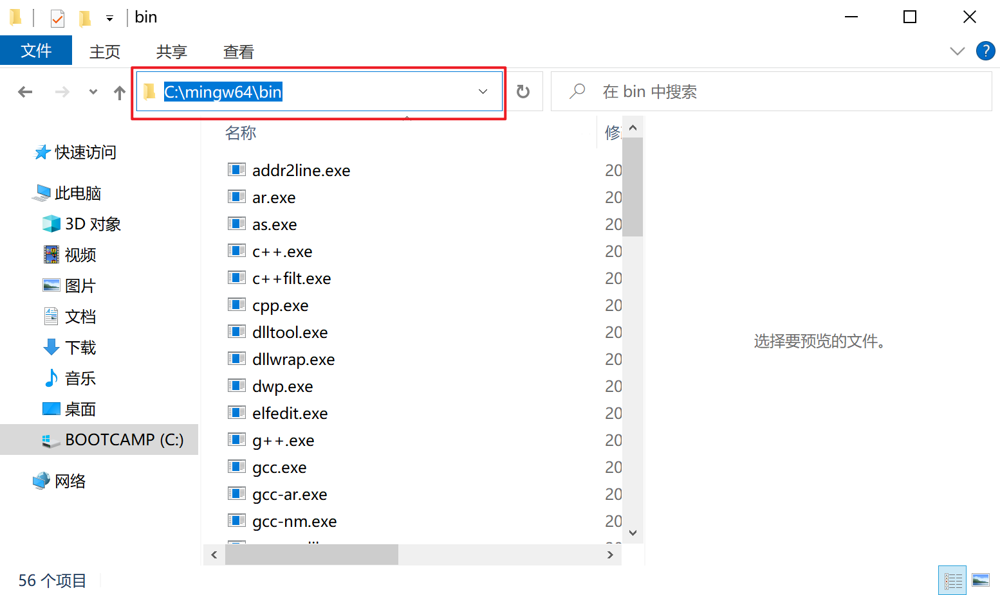 bin
文件 主页 共享 查看
C:\mingw64\bin
在 bin 中搜索
名称
修
快速访问
此电脑
3D 对象
视频
图片
文档
下载
音乐
桌面
BOOTCAMP (C:)
网络
addr2line.exe 20
ar.exe 20
as.exe 20
c++.exe 20
c++filt.exe 20
cpp.exe 20
dlltool.exe 20
dllwrap.exe 20
dwp.exe 20
elfedit.exe 20
g++.exe 20
gcc.exe 20
gcc-ar.exe 20
gcc-nm.exe 20
选择要预览的文件。
56 个项目